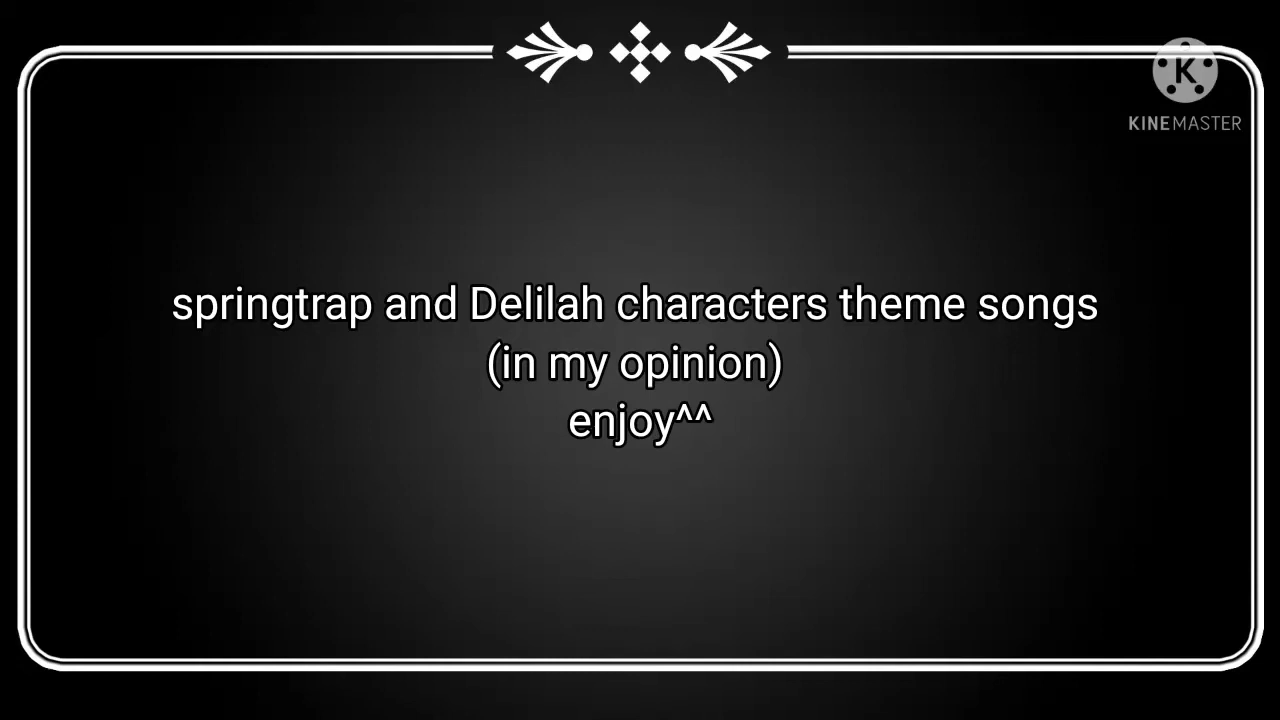 K
KINEMASTER
springtrap and Delilah characters theme songs
(in my opinion)
enjoy^^